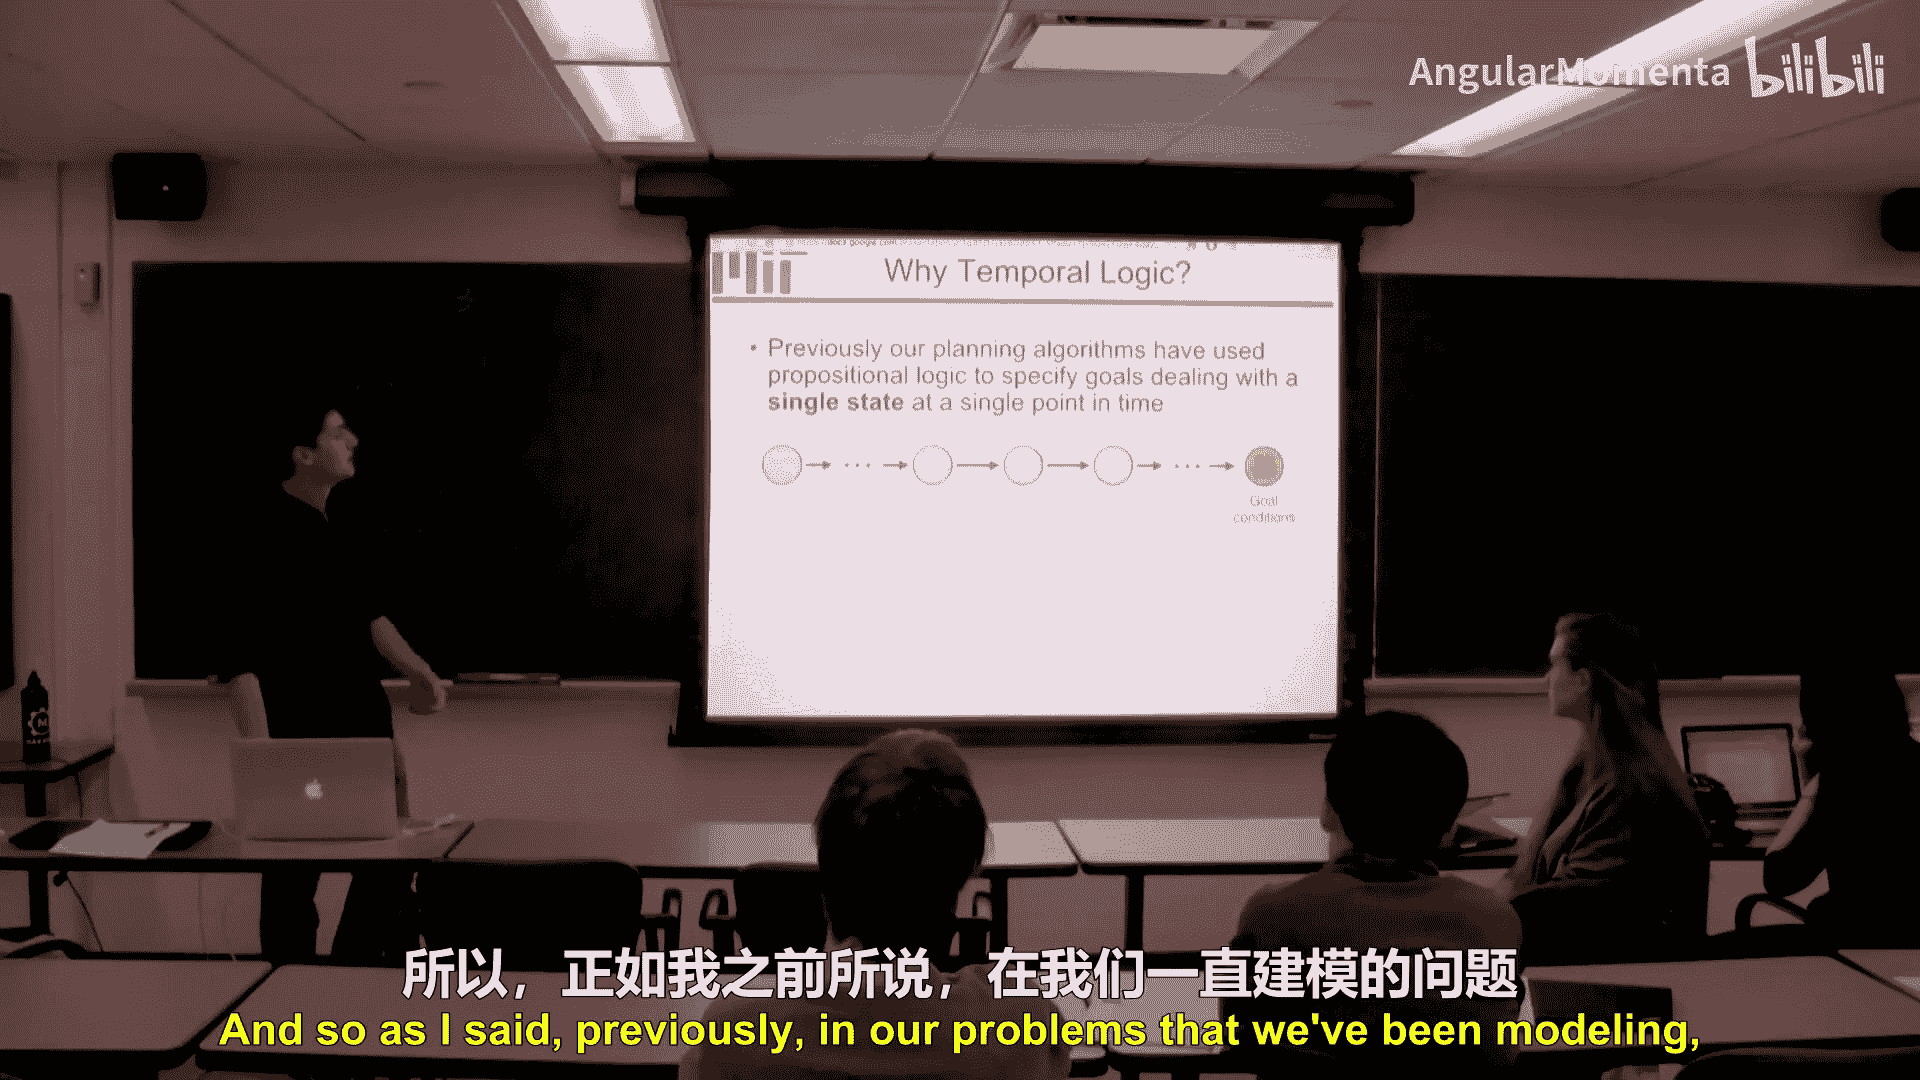 AngularMomenta bilibili
docs.google.com
Why Temporal Logic?
• Previously our planning algorithms have used
propositional logic to specify goals dealing with a
single state at a single point in time
Goal
conditions
所以，正如我之前所说，在我们一直建模的问题
And so as I said, previously, in our problems that we've been modeling,